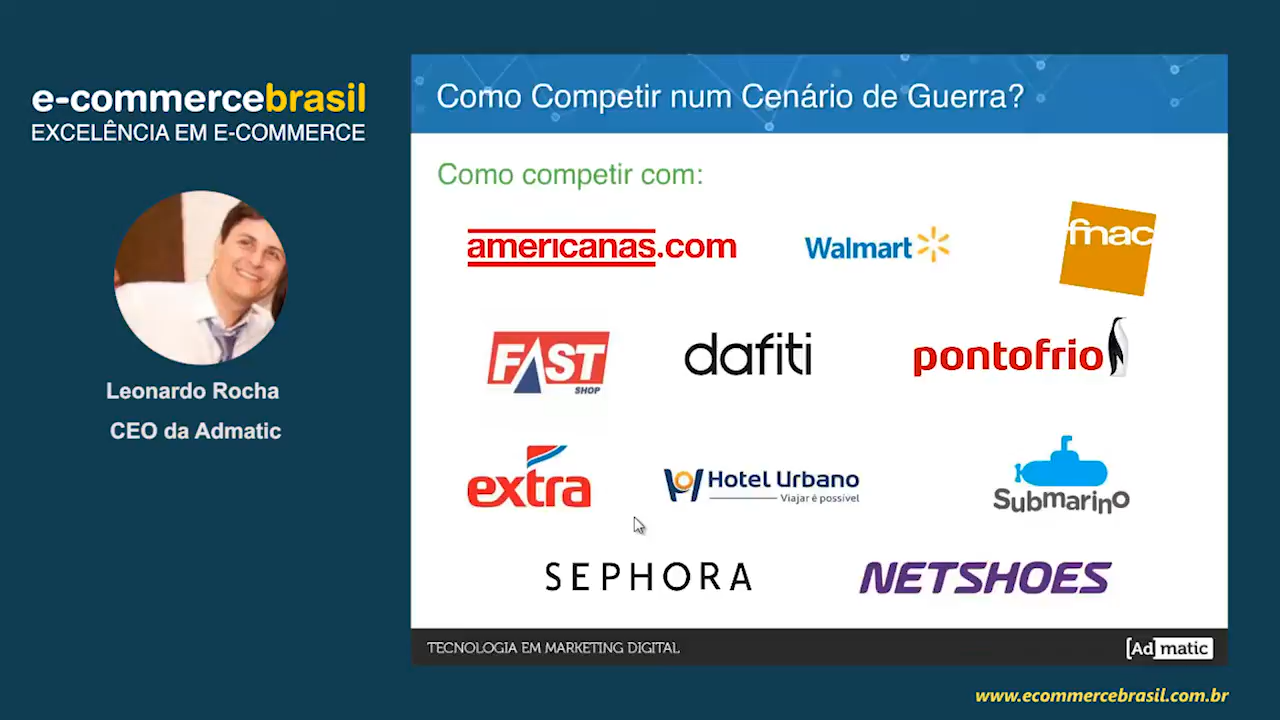 e-commercebrasil
EXCELÊNCIA EM E-COMMERCE
Leonardo Rocha
CEO da Admatic
Como Competir num Cenário de Guerra?
Como competir com:
americanas.com
Walmart
fnac
FAST
SHOP
dafiti
pontofrio
extra
Hotel Urbano
Viajar é possível
Submarino
SEPHORA
NETSHOES
TECNOLOGIA EM MARKETING DIGITAL
[Ad]matic
www.ecommercebrasil.com.br